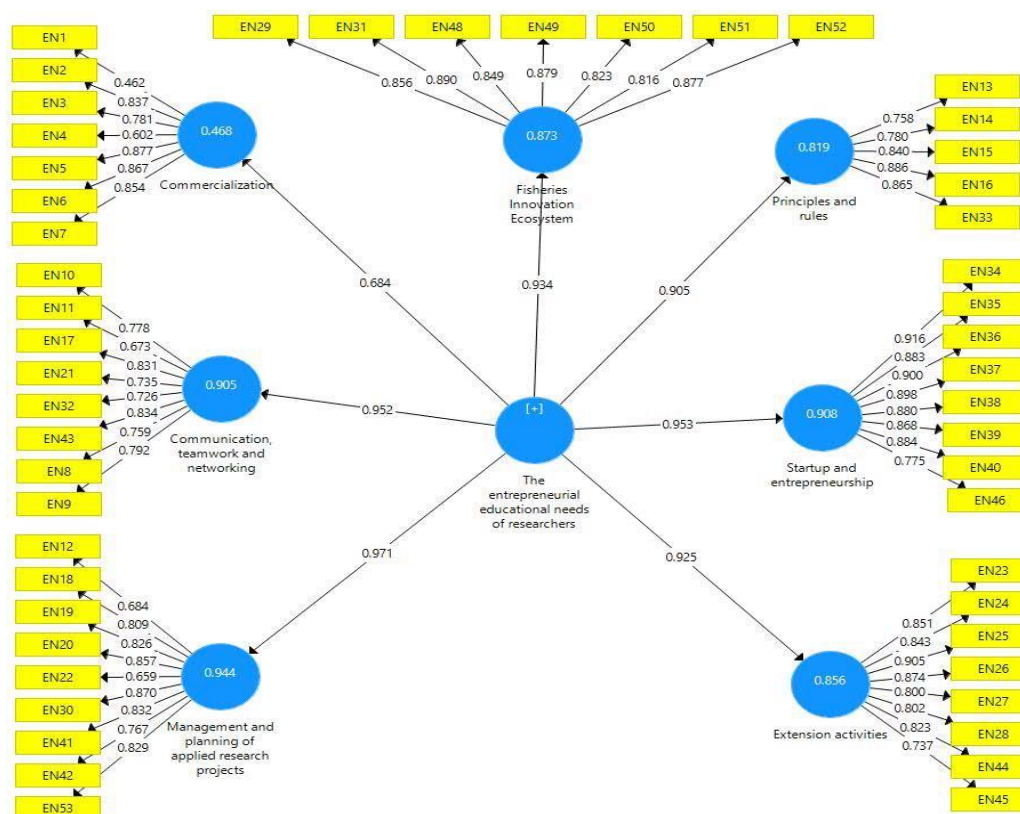 EN29
EN31
EN48
EN49
EN50
EN51
EN52
0.856
0.890
0.849
0.879
0.823
0.816
0.877
0.873
Fisheries
Innovation
Ecosystem
EN1
EN2
EN3
EN4
EN5
EN6
EN7
0.462
0.837
0.781
0.602
0.877
0.867
0.854
0.468
Commercialization
EN13
EN14
EN15
EN16
EN33
0.758
0.780
0.840
0.886
0.865
0.819
Principles and
rules
0.684
0.934
0.905
EN10
EN11
EN17
EN21
EN32
EN43
EN8
EN9
0.778
0.673
0.831
0.735
0.726
0.834
0.759
0.792
0.905
Communication,
teamwork and
networking
0.952
[+]
The
entrepreneurial
educational needs
of researchers
0.953
EN34
EN35
EN36
EN37
EN38
EN39
EN40
EN46
0.916
0.883
0.900
0.898
0.880
0.868
0.884
0.775
0.908
Startup and
entrepreneurship
0.971
0.925
EN12
EN18
EN19
EN20
EN22
EN30
EN41
EN42
EN53
0.684
0.809
0.826
0.857
0.659
0.870
0.832
0.767
0.829
0.944
Management and
planning of
applied research
projects
EN23
EN24
EN25
EN26
EN27
EN28
EN44
EN45
0.851
0.843
0.905
0.874
0.800
0.802
0.823
0.737
0.856
Extension activities